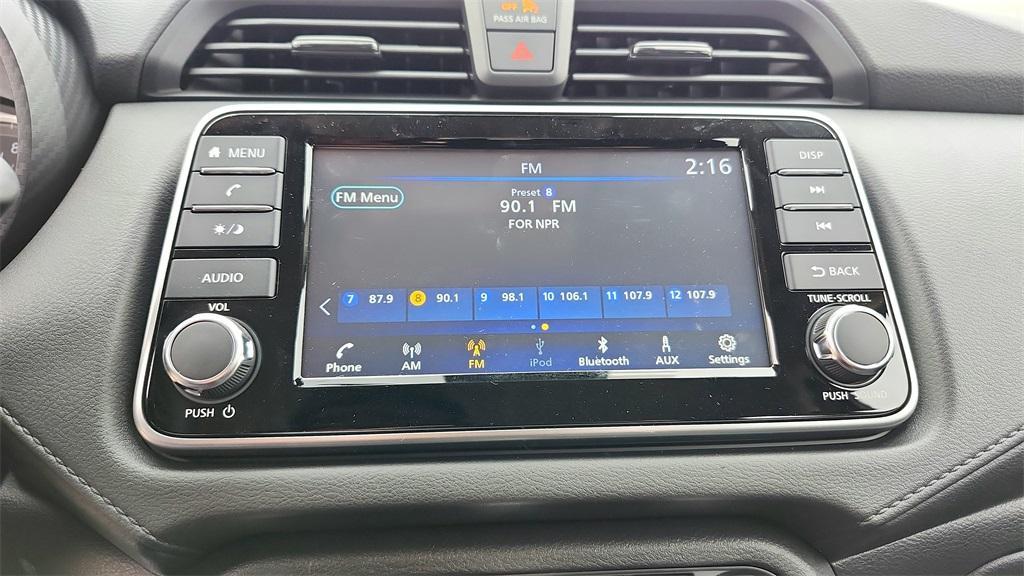 OFF
PASS AIR BAG
MENU
AUDIO
VOL
PUSH
FM
2:16
FM Menu
Preset 8
90.1 FM
FOR NPR
7 87.9 8 90.1 9 98.1 10 106.1 11 107.9 12 107.9
Phone AM FM iPod Bluetooth AUX Settings
DISP
BACK
TUNE·SCROLL
PUSH SOUND
8